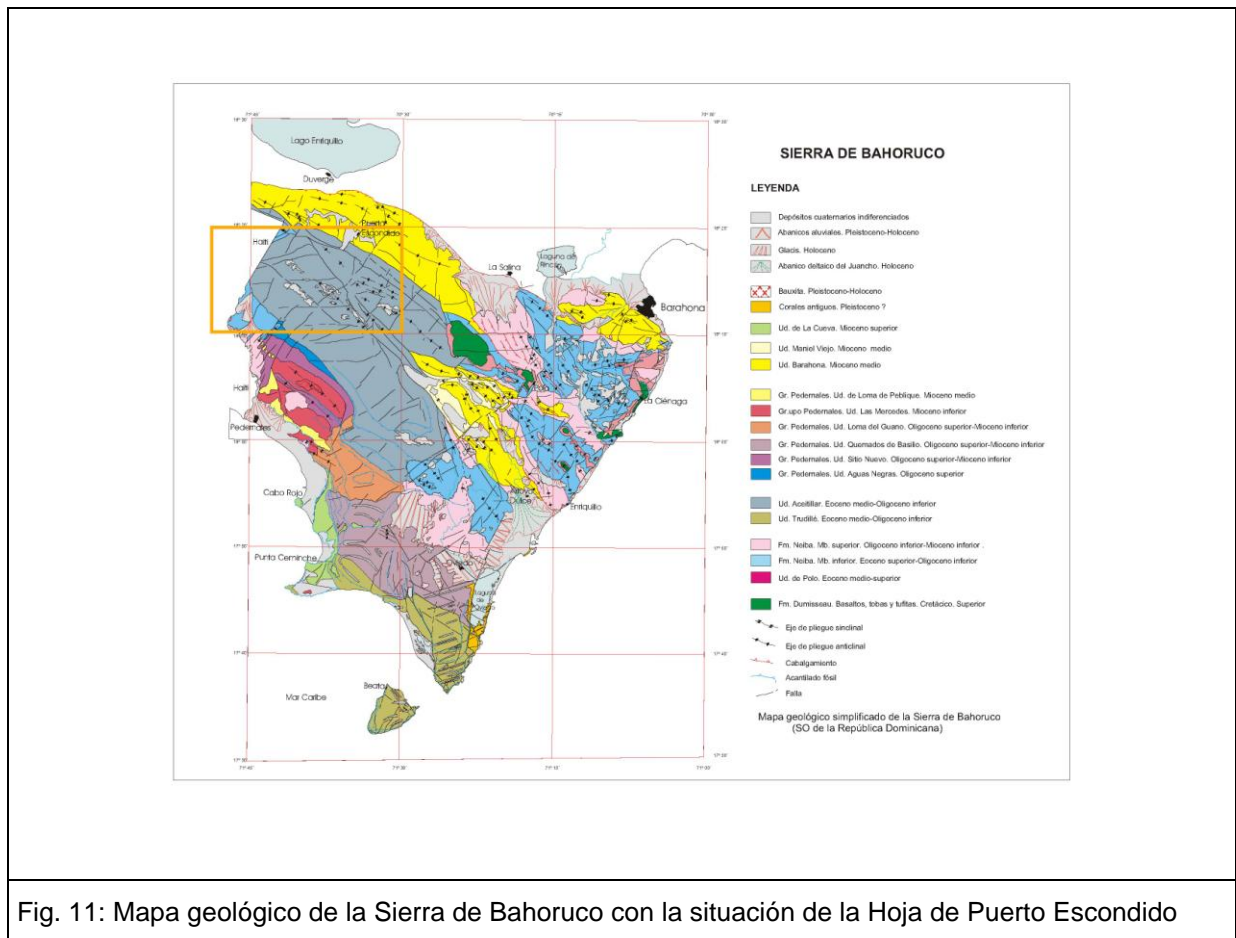 SIERRA DE BAHORUCO
LEYENDA
Depósitos cuaternarios indiferenciados
Abanicos aluviales. Pleistoceno-Holoceno
Glacis. Holoceno
Abanico deltaico del Juancho. Holoceno
Bauxita. Pleistoceno-Holoceno
Corales antiguos. Pleistoceno ?
Ud. de La Cueva. Mioceno superior
Ud. Maniel Viejo. Mioceno medio
Ud. Barahona. Mioceno medio
Gr. Pedernales. Ud. de Loma de Peblique. Mioceno medio
Gr.upo Pedernales. Ud. Las Mercedes. Mioceno inferior
Gr. Pedernales. Ud. Loma del Guano. Oligoceno superior-Mioceno inferior
Gr. Pedernales. Ud. Quemados de Basilio. Oligoceno superior-Mioceno inferior
Gr. Pedernales. Ud. Sitio Nuevo. Oligoceno superior-Mioceno inferior
Gr. Pedernales. Ud. Aguas Negras. Oligoceno superior
Ud. Aceitillar. Eoceno medio-Oligoceno inferior
Ud. Trudillé. Eoceno medio-Oligoceno inferior
Fm. Neiba. Mb. superior. Oligoceno inferior-Mioceno inferior .
Fm. Neiba. Mb. inferior. Eoceno superior-Oligoceno inferior
Ud. de Polo. Eoceno medio-superior
Fm. Dumisseau. Basaltos, tobas y tufitas. Cretácico. Superior
Eje de pliegue sinclinal
Eje de pliegue anticlinal
Cabalgamiento
Acantilado fósil
Falla
Mapa geológico simplificado de la Sierra de Bahoruco
(SO de la República Dominicana)
Lago Enriquillo
Duverge
Puerto
Escondido
Haití
La Salina
Laguna del
Rincón
Barahona
Polo
La Ciénaga
Haití
Pedernales
Cabo Rojo
Enriquillo
Punta Ceminche
Oviedo
Laguna
de
Oviedo
Mar Caribe
Beata
Fig. 11: Mapa geológico de la Sierra de Bahoruco con la situación de la Hoja de Puerto Escondido